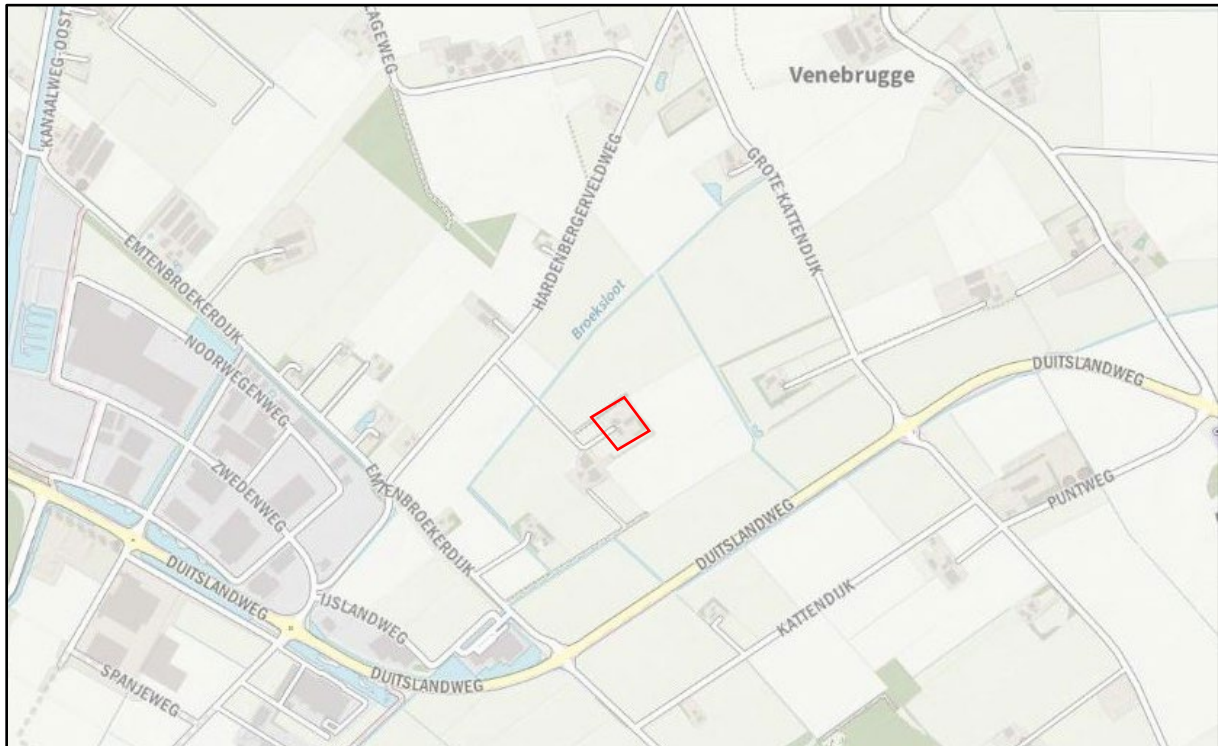 KANAALWEG-OOST
AGEWEG
Venebrugge
HARDENBERGERVELDWEG
GROTE KATTENDIJK
EMTENBROEKERDIJK
Broeksloot
NOORWEGENWEG
DUITSLANDWEG
ZWEDENWEG
EMTENBROEKERDIJK
PUNTWEG
DUITSLANDWEG
DUITSLANDWEG
KATTENDIJK
IJSLANDWEG
SPANJEWEG
DUITSLANDWEG